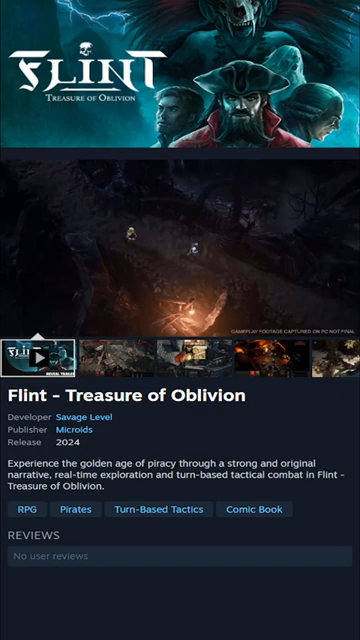 FLINT
TREASURE OF OBLIVION
GAMEPLAY FOOTAGE CAPTURED ON PC NOT FINAL
FLINT
REVEAL TRAILER
Flint - Treasure of Oblivion
Developer Savage Level
Publisher Microids
Release 2024
Experience the golden age of piracy through a strong and original
narrative, real-time exploration and turn-based tactical combat in Flint -
Treasure of Oblivion.
RPG Pirates Turn-Based Tactics Comic Book
REVIEWS
No user reviews